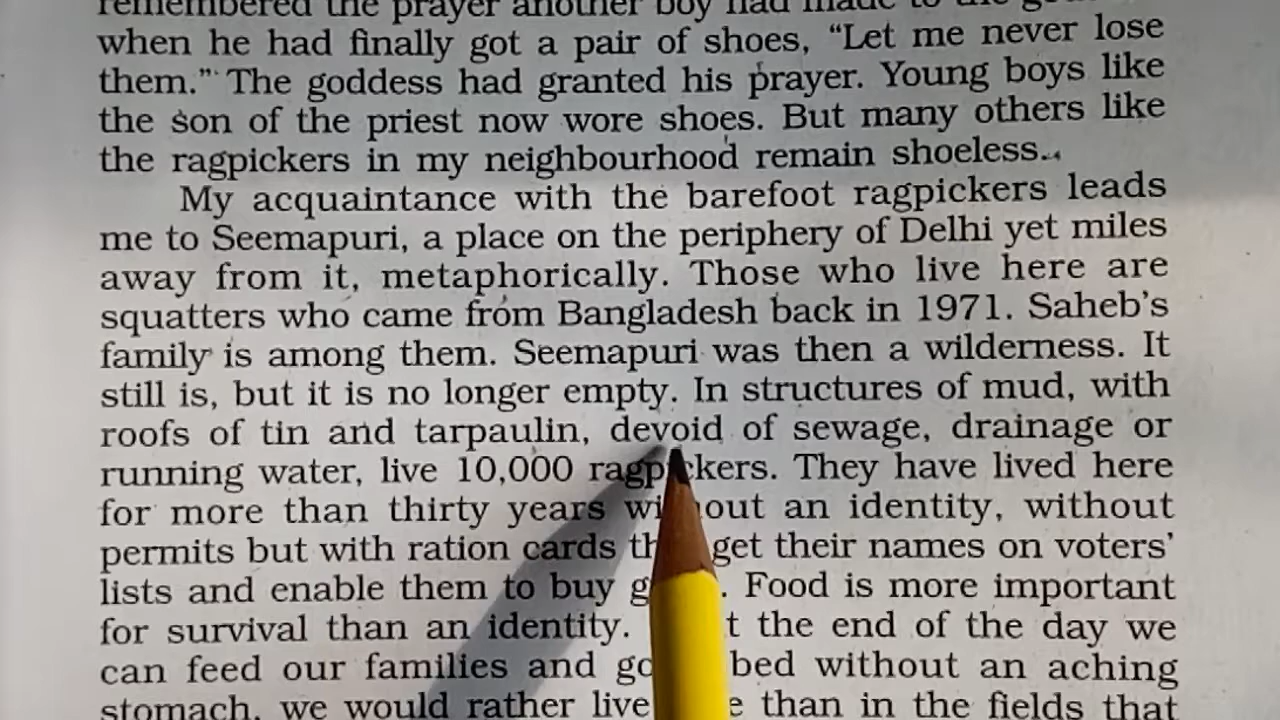 remembered the prayer another boy had made to the
when he had finally got a pair of shoes, “Let me never lose
them.” The goddess had granted his prayer. Young boys like
the son of the priest now wore shoes. But many others like
the ragpickers in my neighbourhood remain shoeless.
My acquaintance with the barefoot ragpickers leads
me to Seemapuri, a place on the periphery of Delhi yet miles
away from it, metaphorically. Those who live here are
squatters who came from Bangladesh back in 1971. Saheb’s
family is among them. Seemapuri was then a wilderness. It
still is, but it is no longer empty. In structures of mud, with
roofs of tin and tarpaulin, devoid of sewage, drainage or
running water, live 10,000 ragpickers. They have lived here
for more than thirty years without an identity, without
permits but with ration cards get their names on voters’
lists and enable them to buy Food is more important
for survival than an identity. the end of the day we
can feed our families and bed without an aching
stomach, we would rather live than in the fields that